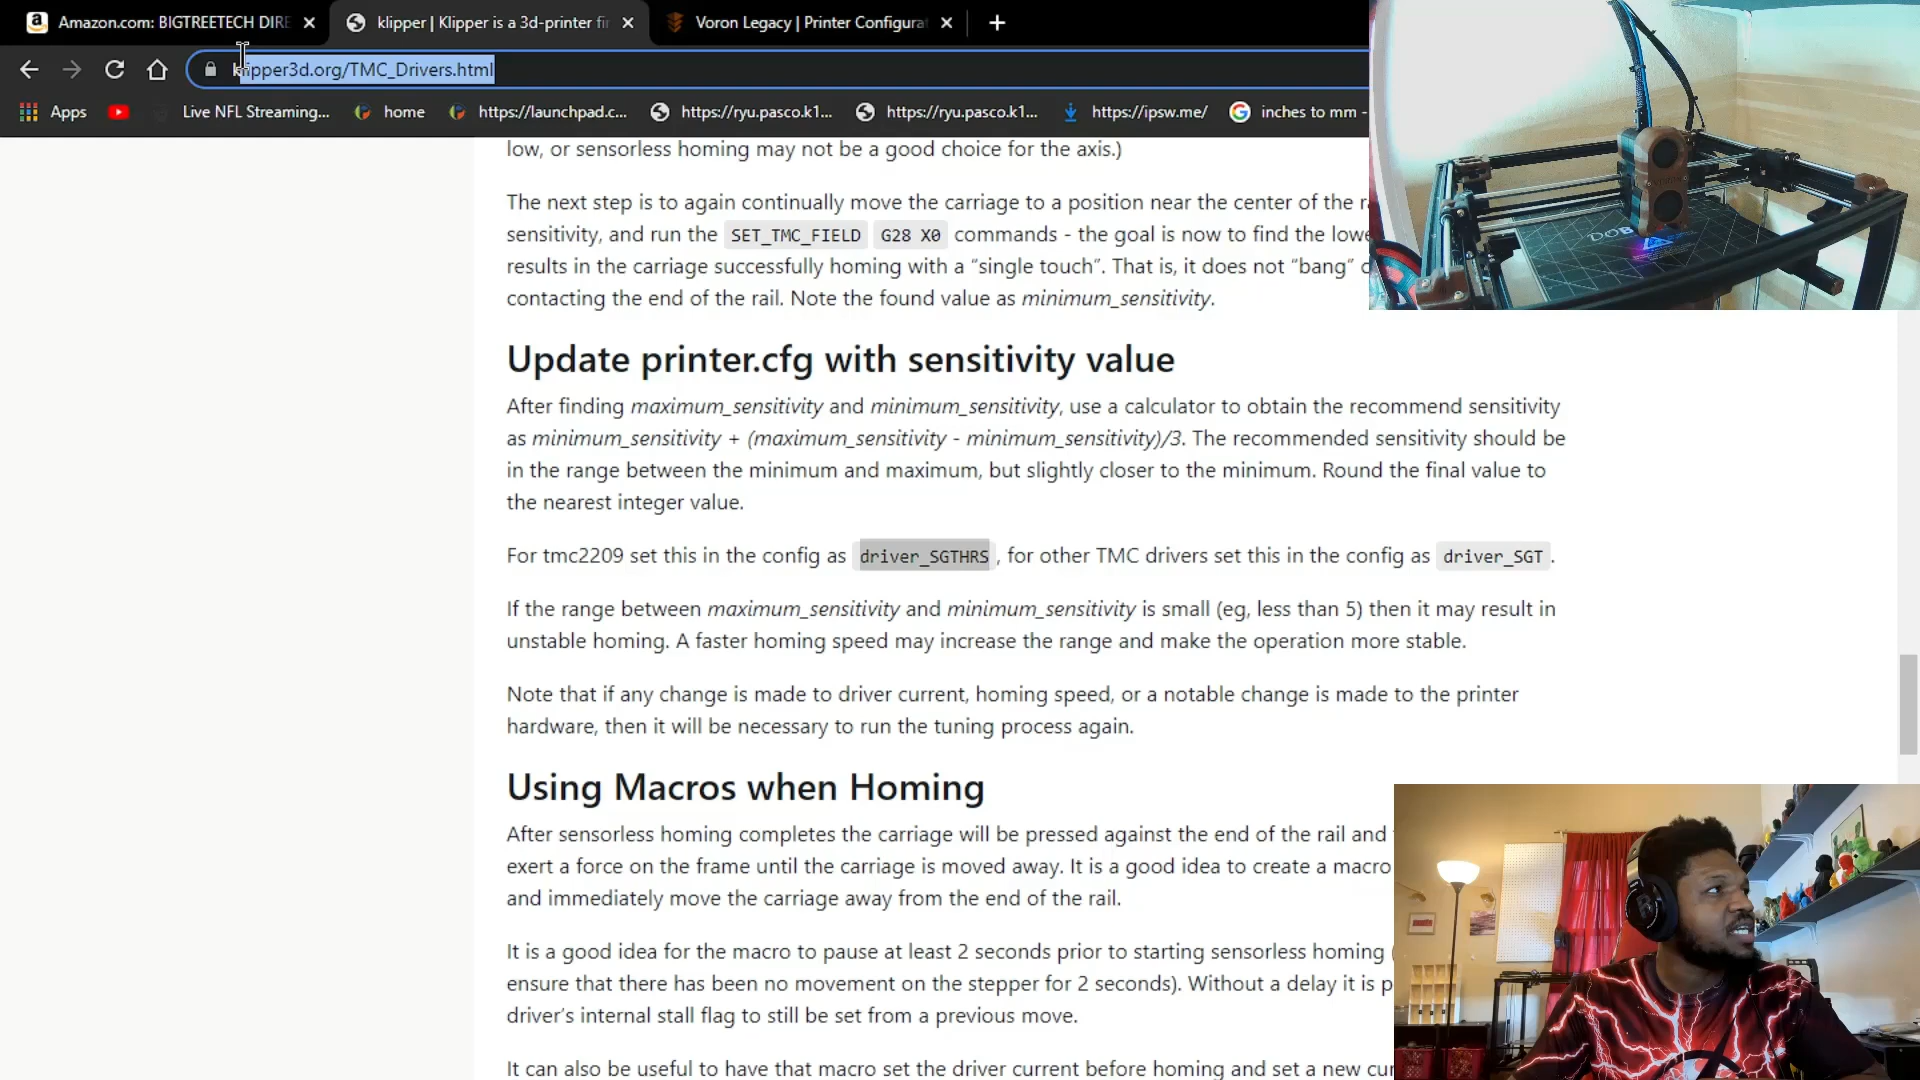 Amazon.com: BIGTREETECH DIRE
klipper | Klipper is a 3d-printer fir
Voron Legacy | Printer Configurat
klipper3d.org/TMC_Drivers.html
Apps
Live NFL Streaming...
home
https://launchpad.c...
https://ryu.pasco.k1...
https://ryu.pasco.k1...
https://ipsw.me/
inches to mm -
low, or sensorless homing may not be a good choice for the axis.)
The next step is to again continually move the carriage to a position near the center of the ra
sensitivity, and run the SET_TMC_FIELD G28 X0 commands - the goal is now to find the lowe
results in the carriage successfully homing with a “single touch”. That is, it does not “bang”
contacting the end of the rail. Note the found value as minimum_sensitivity.
Update printer.cfg with sensitivity value
After finding maximum_sensitivity and minimum_sensitivity, use a calculator to obtain the recommend sensitivity
as minimum_sensitivity + (maximum_sensitivity - minimum_sensitivity)/3. The recommended sensitivity should be
in the range between the minimum and maximum, but slightly closer to the minimum. Round the final value to
the nearest integer value.
For tmc2209 set this in the config as driver_SGTHRS , for other TMC drivers set this in the config as driver_SGT .
If the range between maximum_sensitivity and minimum_sensitivity is small (eg, less than 5) then it may result in
unstable homing. A faster homing speed may increase the range and make the operation more stable.
Note that if any change is made to driver current, homing speed, or a notable change is made to the printer
hardware, then it will be necessary to run the tuning process again.
Using Macros when Homing
After sensorless homing completes the carriage will be pressed against the end of the rail and
exert a force on the frame until the carriage is moved away. It is a good idea to create a macro
and immediately move the carriage away from the end of the rail.
It is a good idea for the macro to pause at least 2 seconds prior to starting sensorless homing (
ensure that there has been no movement on the stepper for 2 seconds). Without a delay it is p
driver’s internal stall flag to still be set from a previous move.
It can also be useful to have that macro set the driver current before homing and set a new cur